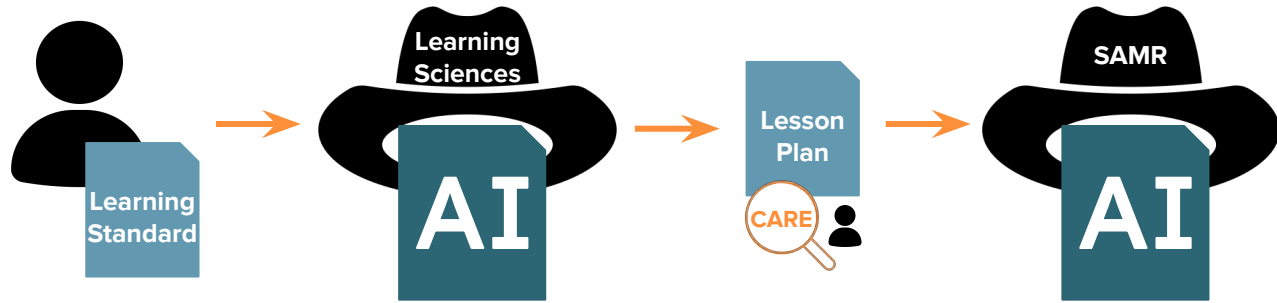 Learning
Standard
Learning
Sciences
AI
Lesson
Plan
CARE
SAMR
AI